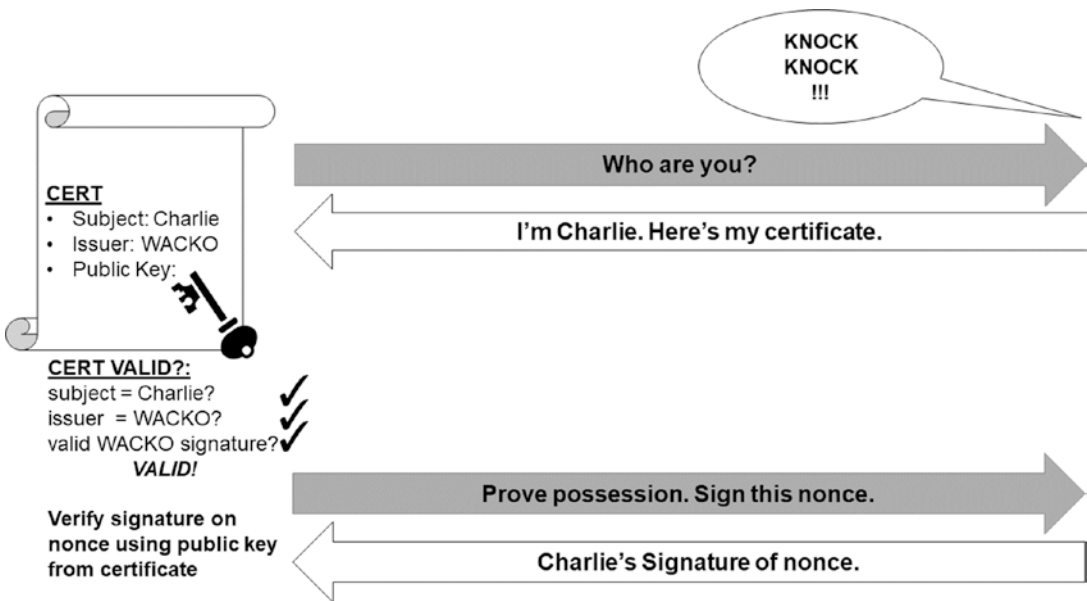 KNOCK
KNOCK
!!!
Who are you?
I'm Charlie. Here's my certificate.
CERT
• Subject: Charlie
• Issuer: WACKO
• Public Key:
CERT VALID?:
subject = Charlie?
issuer = WACKO?
valid WACKO signature?
VALID!
Prove possession. Sign this nonce.
Verify signature on
nonce using public key
from certificate
Charlie's Signature of nonce.